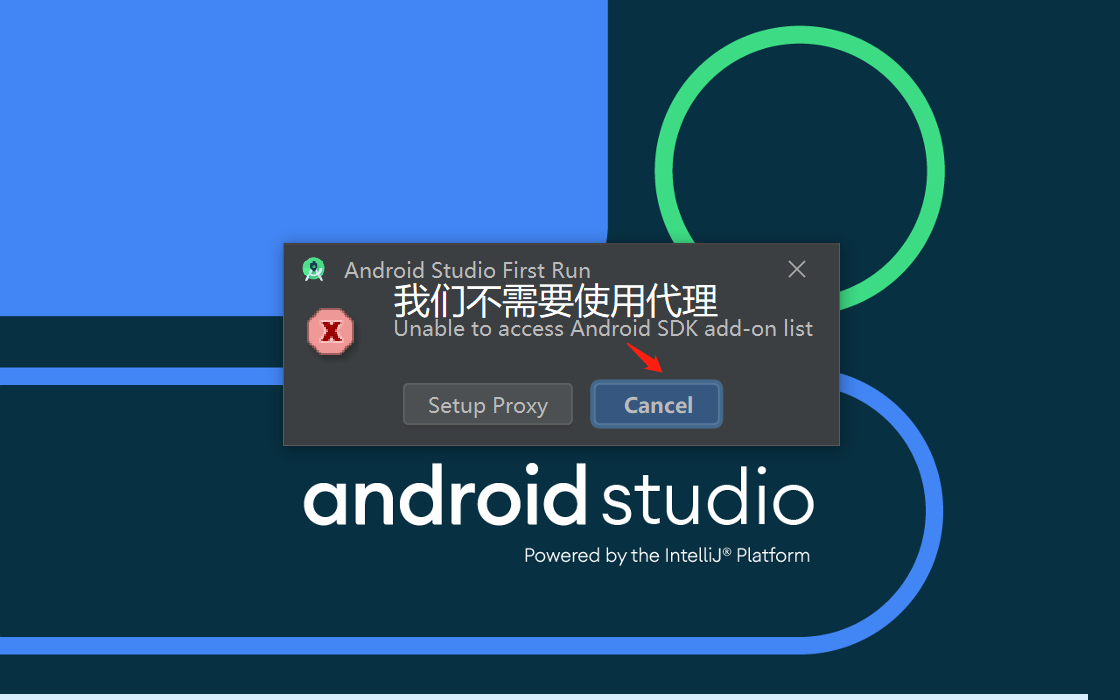 Android Studio First Run
我们不需要使用代理
Unable to access Android SDK add-on list
Setup Proxy
Cancel
android studio
Powered by the IntelliJ® Platform